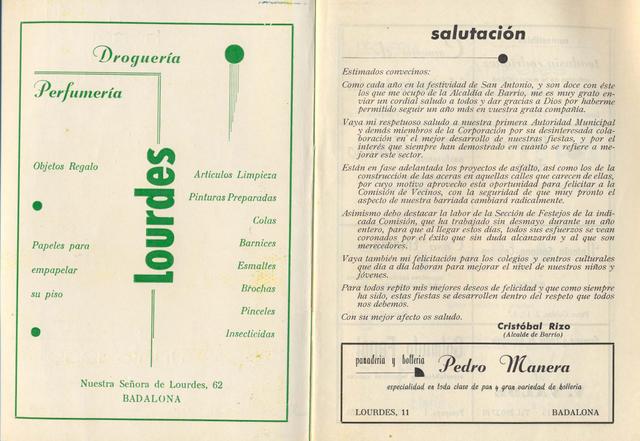 Droguería
Perfumería
Objetos Regalo
Papeles para
empapelar
su piso
Lourdes
Artículos Limpieza
Pinturas Preparadas
Colas
Barnices
Esmaltes
Brochas
Pinceles
Insecticidas
Nuestra Señora de Lourdes, 62
BADALONA
salutación
Estimados convecinos:
Como cada año en la festividad de San Antonio, y son doce con éste
los que me ocupo de la Alcaldía de Barrio, me es muy grato en-
viar un cordial saludo a todos y dar gracias a Dios por haberme
permitido seguir un año más en vuestra grata compañía.
Vaya mi respetuoso saludo a nuestra primera Autoridad Municipal
y demás miembros de la Corporación por su desinteresada cola-
boración en el mejor desarrollo de nuestras fiestas, y por el
interés que siempre han demostrado en cuanto se refiere a me-
jorar este sector.
Están en fase adelantada los proyectos de asfalto, así como los de la
construcción de las aceras en aquellas calles que carecen de ellas,
por cuyo motivo aprovecho esta oportunidad para felicitar a la
Comisión de Vecinos, con la seguridad de que muy pronto el
aspecto de nuestra barriada cambiará radicalmente.
Asimismo debo destacar la labor de la Sección de Festejos de la indi-
cada Comisión, que ha trabajado sin desmayo durante un año
entero, para que al llegar estos días, todos sus esfuerzos se vean
coronados por el éxito que sin duda alcanzarán y al que son
merecedores.
Vaya también mi felicitación para los colegios y centros culturales
que día a día laboran para mejorar el nivel de nuestros niños y
jóvenes.
Para todos repito mis mejores deseos de felicidad y que como siempre
ha sido, estas fiestas se desarrollen dentro del respeto que todos
nos debemos.
Con su mejor afecto os saludo.
Cristóbal Rizo
(Alcalde de Barrio)
panadería y bollería
Pedro Manera
especialidad en toda clase de pan y gran variedad de bollería
LOURDES, 11
BADALONA